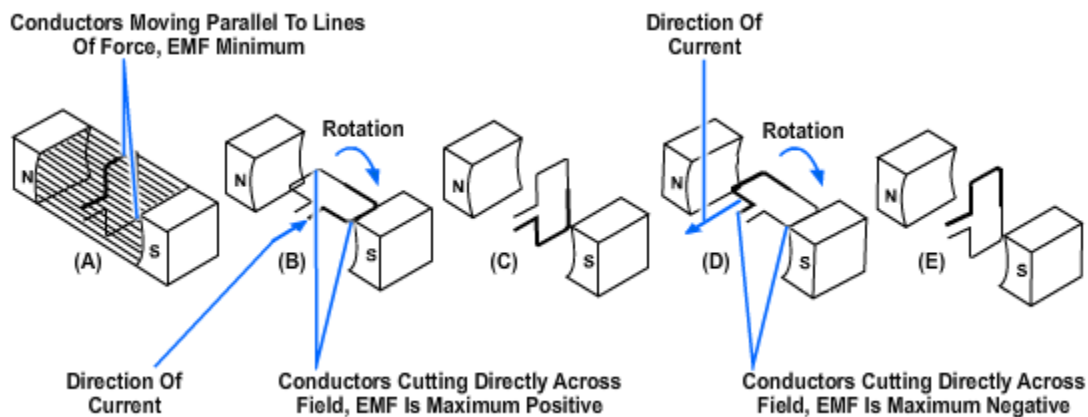 Conductors Moving Parallel To Lines
Of Force, EMF Minimum
Direction Of
Current
Rotation
Rotation
N
S
(A)
N
S
(B)
N
S
(C)
N
S
(D)
N
S
(E)
Direction Of
Current
Conductors Cutting Directly Across
Field, EMF Is Maximum Positive
Conductors Cutting Directly Across
Field, EMF Is Maximum Negative